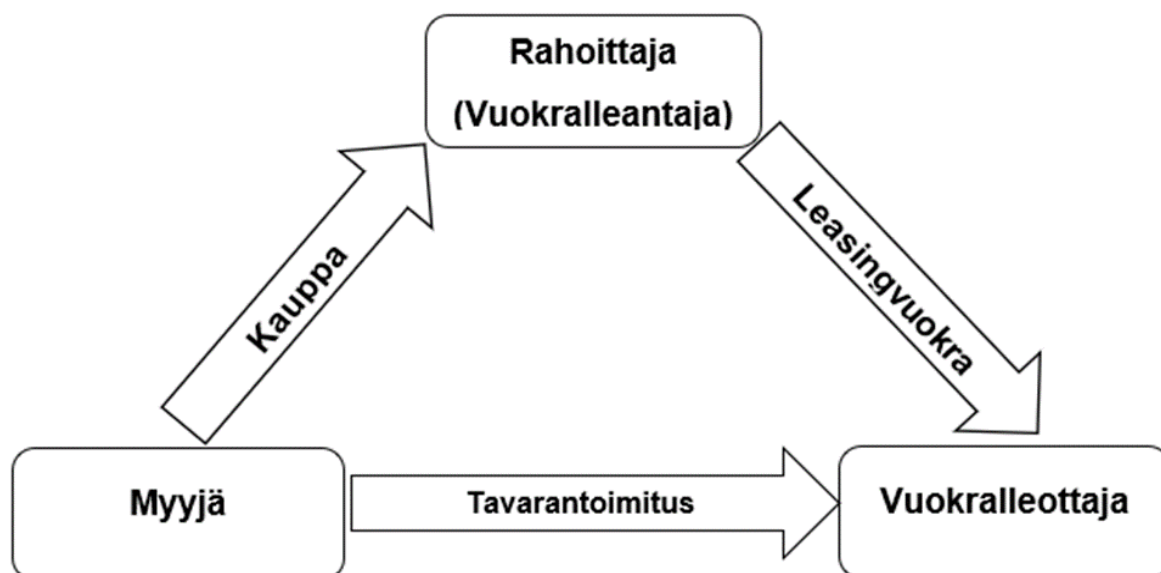 Rahoittaja
(Vuokralleantaja)
Kauppa
Leasingvuokra
Myyjä
Tavarantoimitus
Vuokralleottaja